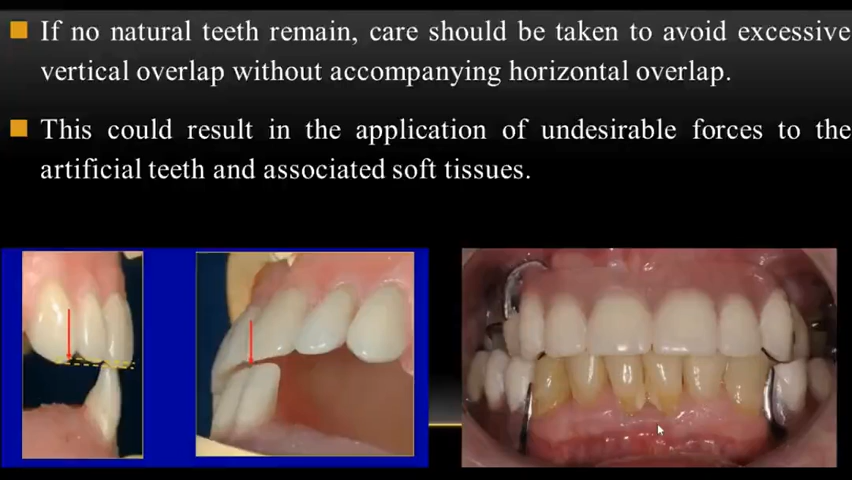 If no natural teeth remain, care should be taken to avoid excessive
vertical overlap without accompanying horizontal overlap.
This could result in the application of undesirable forces to the
artificial teeth and associated soft tissues.